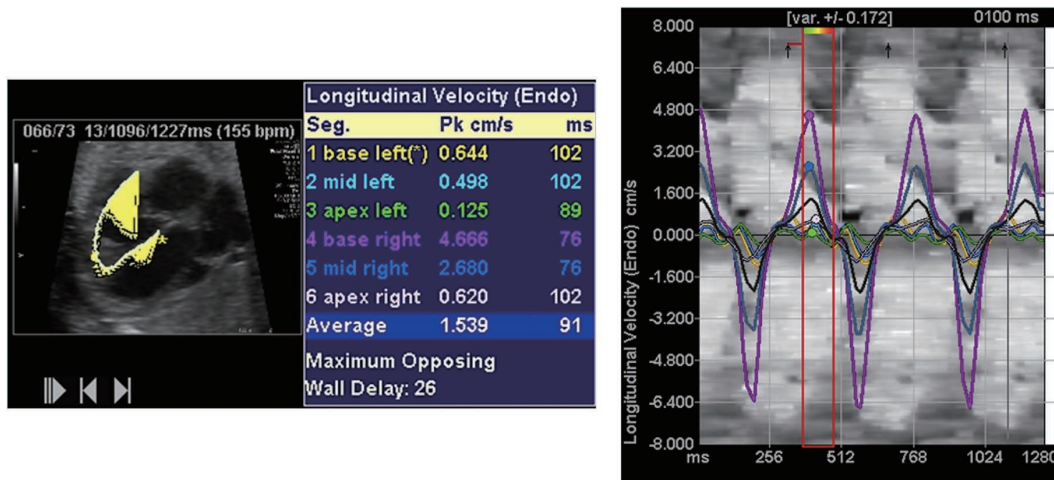 066/73 13/1096/1227ms (155 bpm)
Longitudinal Velocity (Endo)
Seg. Pk cm/s ms
1 base left(*) 0.644 102
2 mid left 0.498 102
3 apex left 0.125 89
4 base right 4.666 76
5 mid right 2.680 76
6 apex right 0.620 102
Average 1.539 91
Maximum Opposing
Wall Delay: 26
[var. +/- 0.172] 0100 ms
Longitudinal Velocity (Endo) cm/s
8.000
6.400
4.800
3.200
1.600
0.000
-1.600
-3.200
-4.800
-6.400
-8.000
ms 256 512 768 1024 1280